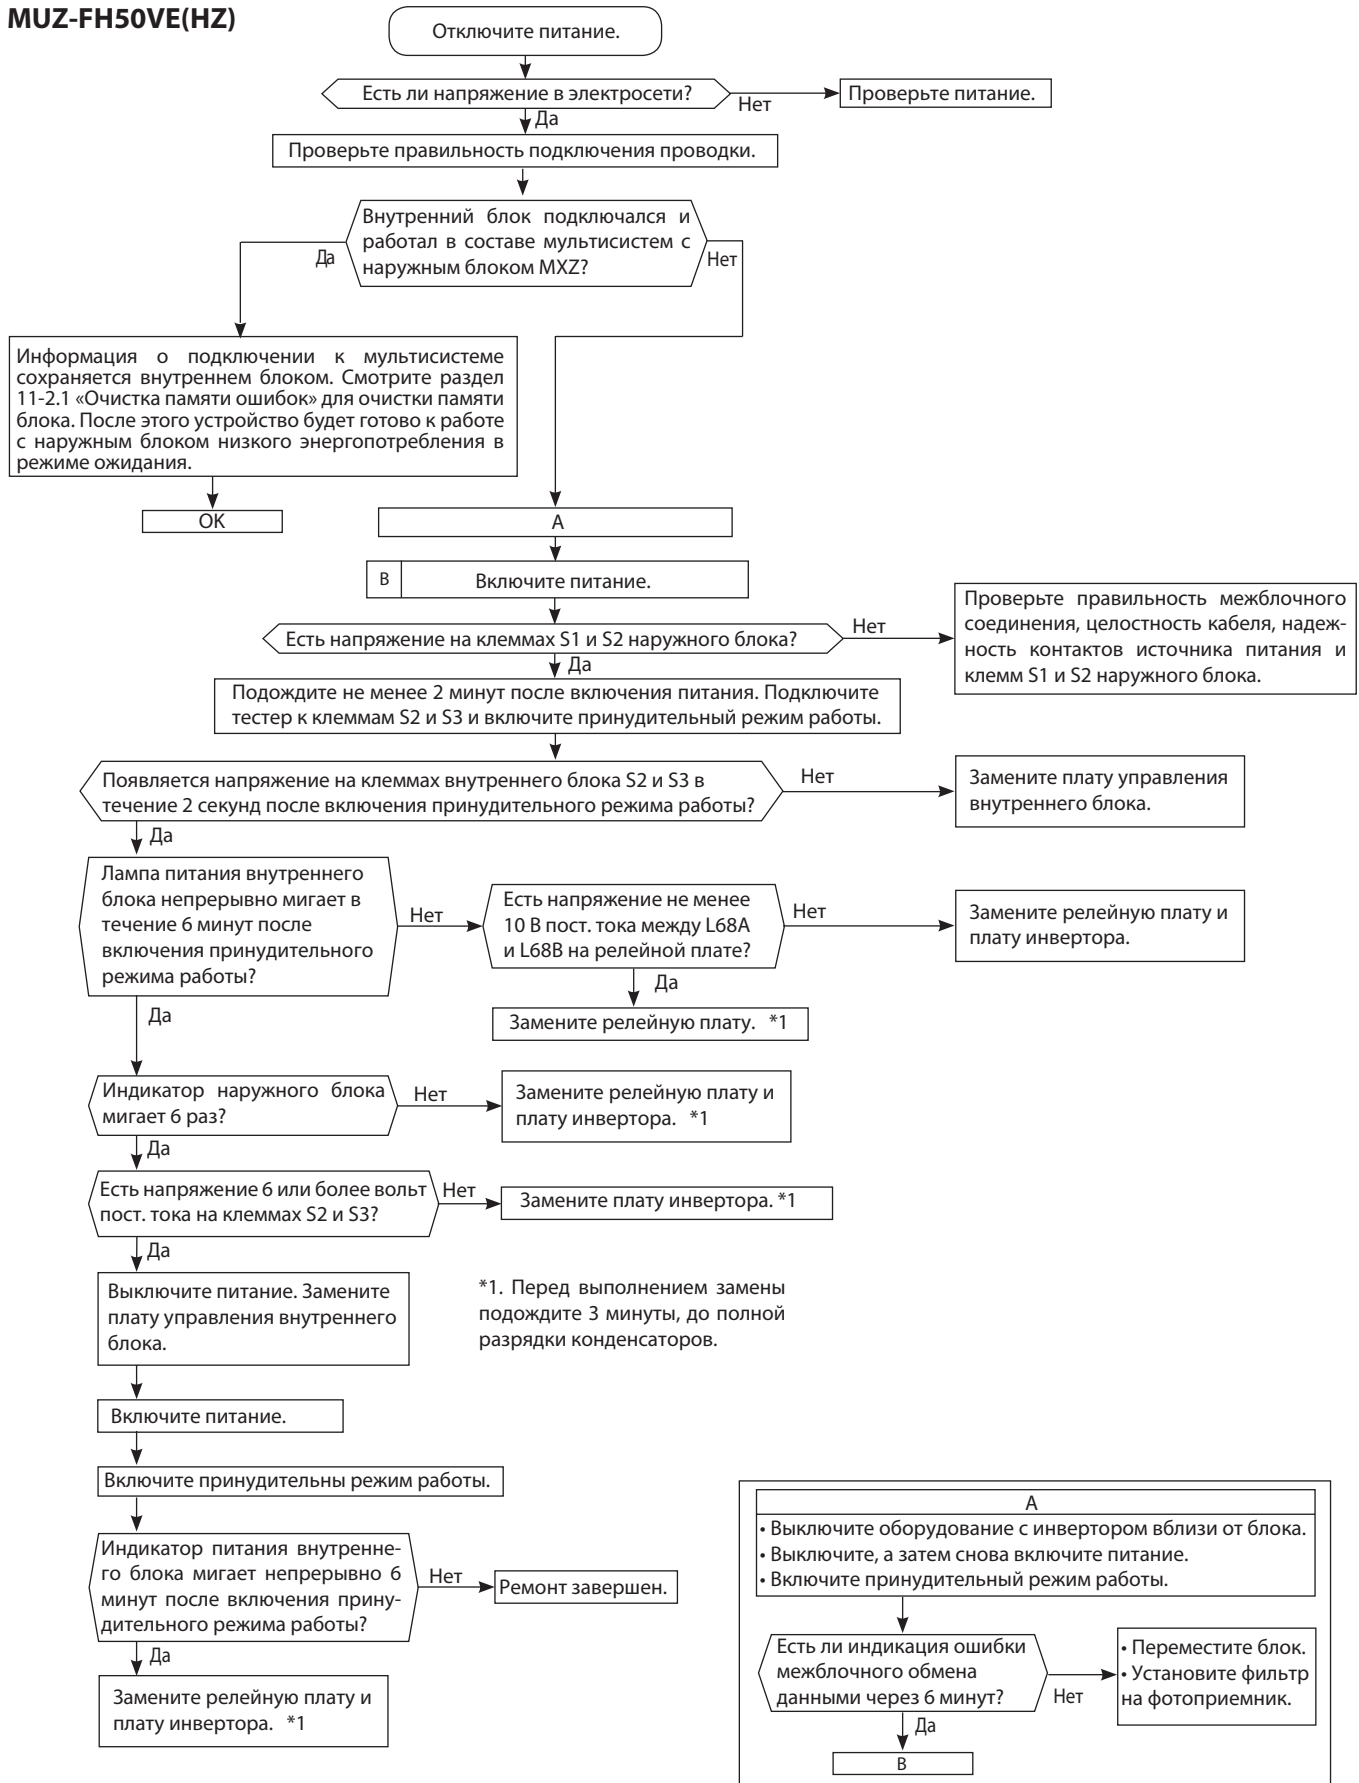 MUZ-FH50VE(HZ)
Отключите питание.
Есть ли напряжение в электросети?
Нет
Проверьте питание.
Да
Проверьте правильность подключения проводки.
Внутренний блок подключался и
работал в составе мультисистем с
наружным блоком MXZ?
Да
Нет
Информация о подключении к мультисистеме
сохраняется внутреннем блоком. Смотрите раздел
11-2.1 «Очистка памяти ошибок» для очистки памяти
блока. После этого устройство будет готово к работе
с наружным блоком низкого энергопотребления в
режиме ожидания.
OK
A
B
Включите питание.
Есть напряжение на клеммах S1 и S2 наружного блока?
Нет
Проверьте правильность межблочного
соединения, целостность кабеля, надеж-
ность контактов источника питания и
клемм S1 и S2 наружного блока.
Да
Подождите не менее 2 минут после включения питания. Подключите
тестер к клеммам S2 и S3 и включите принудительный режим работы.
Появляется напряжение на клеммах внутреннего блока S2 и S3 в
течение 2 секунд после включения принудительного режима работы?
Нет
Замените плату управления
внутреннего блока.
Да
Лампа питания внутреннего
блока непрерывно мигает в
течение 6 минут после
включения принудительного
режима работы?
Нет
Есть напряжение не менее
10 В пост. тока между L68A
и L68B на релейной плате?
Нет
Замените релейную плату и
плату инвертора.
Да
Замените релейную плату. *1
Да
Индикатор наружного блока
мигает 6 раз?
Нет
Замените релейную плату и
плату инвертора. *1
Да
Есть напряжение 6 или более вольт
пост. тока на клеммах S2 и S3?
Нет
Замените плату инвертора. *1
Да
Выключите питание. Замените
плату управления внутреннего
блока.
*1. Перед выполнением замены
подождите 3 минуты, до полной
разрядки конденсаторов.
Включите питание.
Включите принудительны режим работы.
Индикатор питания внутренне-
го блока мигает непрерывно 6
минут после включения прину-
дительного режима работы?
Нет
Ремонт завершен.
Да
Замените релейную плату и
плату инвертора. *1
A
• Выключите оборудование с инвертором вблизи от блока.
• Выключите, а затем снова включите питание.
• Включите принудительный режим работы.
Есть ли индикация ошибки
межблочного обмена
данными через 6 минут?
Нет
• Переместите блок.
• Установите фильтр
на фотоприемник.
Да
B